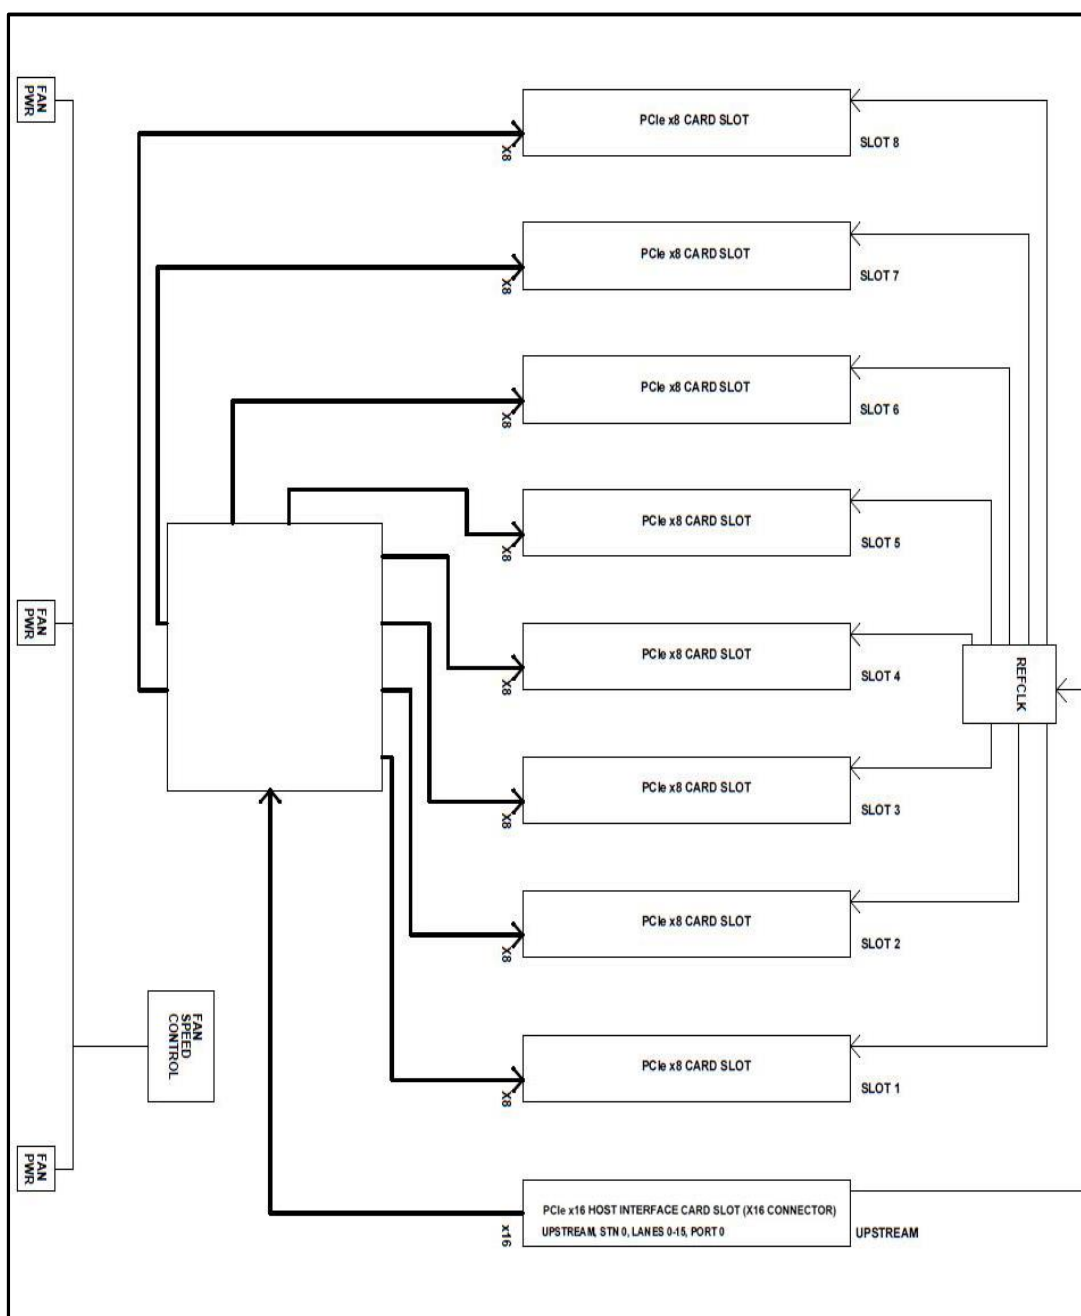 FAN
PWR
PCIe x8 CARD SLOT
X8
SLOT 8
PCIe x8 CARD SLOT
X8
SLOT 7
PCIe x8 CARD SLOT
X8
SLOT 6
PCIe x8 CARD SLOT
X8
SLOT 5
FAN
PWR
PCIe x8 CARD SLOT
X8
SLOT 4
REFCLK
PCIe x8 CARD SLOT
X8
SLOT 3
PCIe x8 CARD SLOT
X8
SLOT 2
FAN
SPEED
CONTROL
PCIe x8 CARD SLOT
X8
SLOT 1
FAN
PWR
PCIe x16 HOST INTERFACE CARD SLOT (X16 CONNECTOR)
UPSTREAM, STN 0, LANES 0-15, PORT 0
x16
UPSTREAM